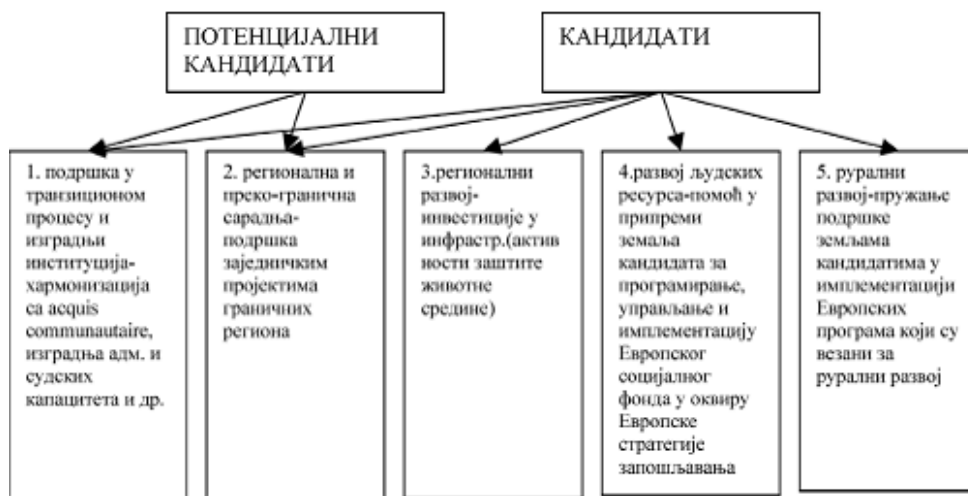 ПОТЕНЦИЈАЛНИ
КАНДИДАТИ
КАНДИДАТИ
1. подршка у
транзиционом
процесу и
изградњи
институција-
хармонизација
са acquis
communautaire,
изградња адм. и
судских
капацитета и др.
2. регионална и
преко-гранична
сарадња-
подршка
заједничким
пројектима
граничних
региона
3.регионални
развој-
инвестиције у
инфрастр.(актив
ности заштите
животне
средине)
4.развој људских
ресурса-помоћ у
припреми
земаља
кандидата за
програмирање,
управљање и
имплементацију
Европског
социјалног
фонда у оквиру
Европске
стратегије
запошљавања
5. рурални
развој-пружање
подршке
земљама
кандидатима у
имплементацији
Европских
програма који су
везани за
рурални развој